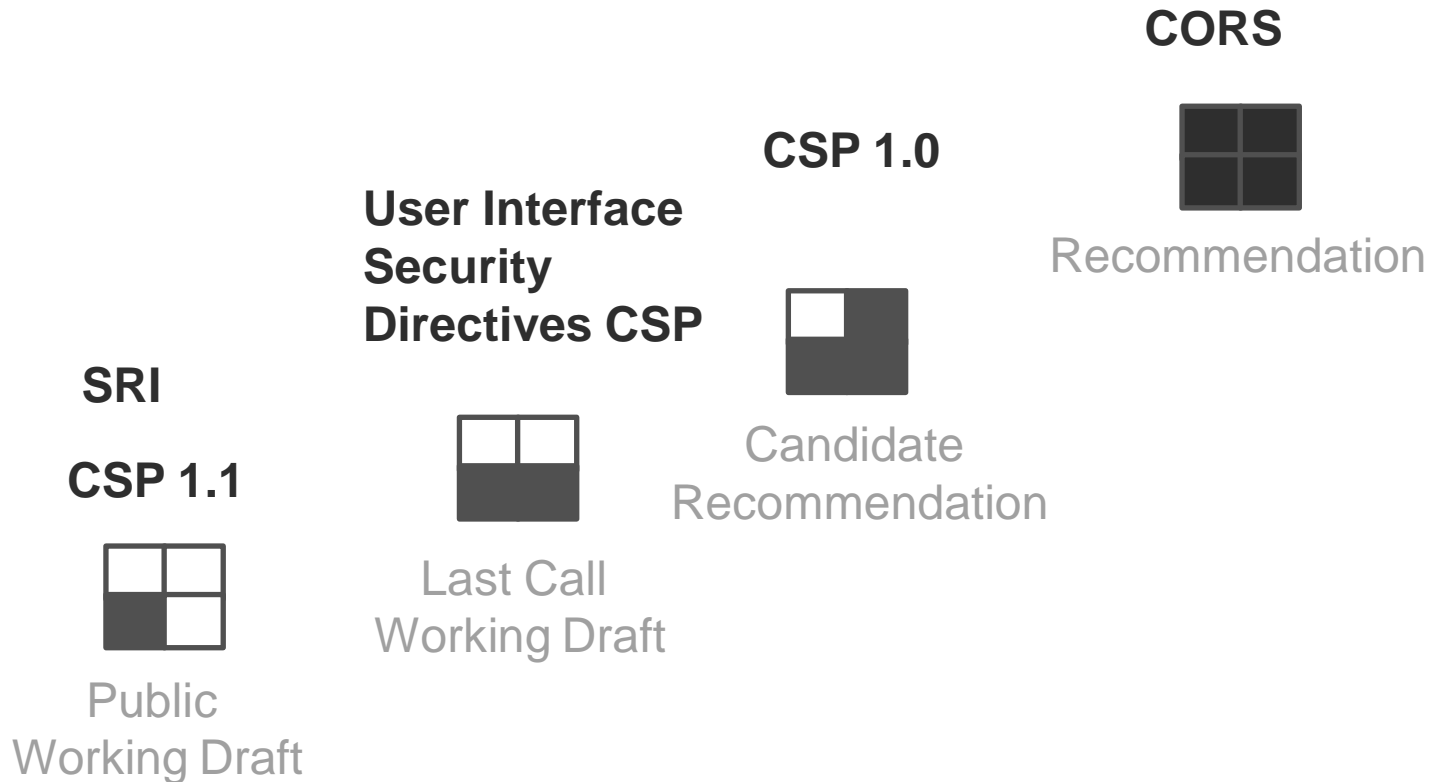 SRI
CSP 1.1
Public
Working Draft
User Interface
Security
Directives CSP
Last Call
Working Draft
CSP 1.0
Candidate
Recommendation
CORS
Recommendation